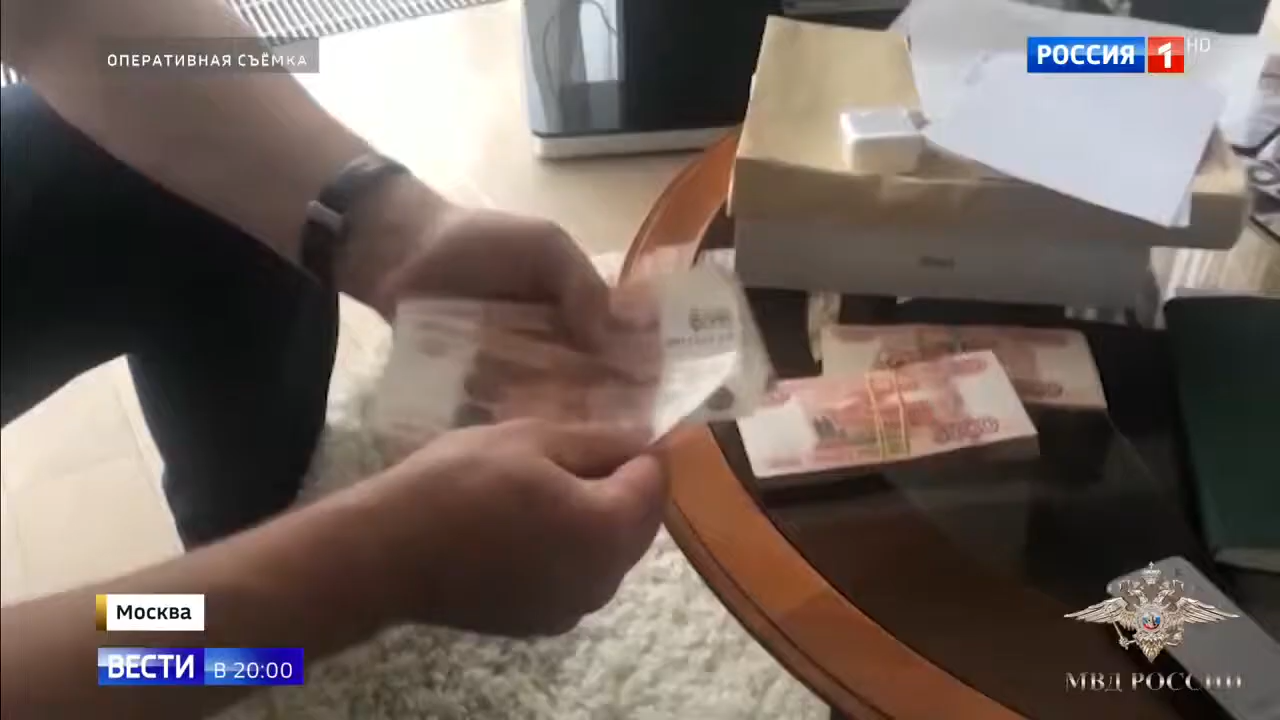 ОПЕРАТИВНАЯ СЪЁМКА
РОССИЯ 1 HD
Москва
ВЕСТИ В 20:00
МВД РОССИИ